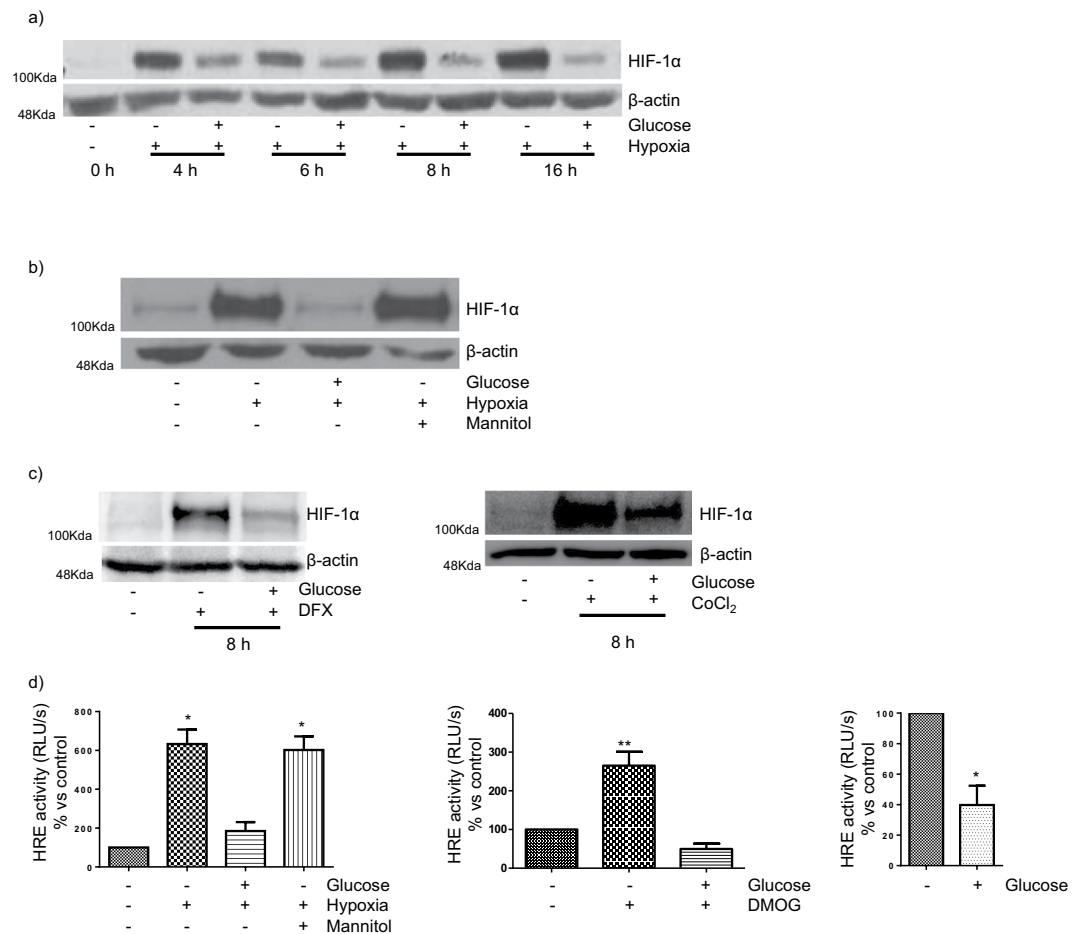 a)
HIF-1α
100Kda
β-actin
48Kda
- - + - + - + - + Glucose
- + + + + + + + + Hypoxia
0 h 4 h 6 h 8 h 16 h
b)
HIF-1α
100Kda
β-actin
48Kda
- - + - Glucose
- + + + Hypoxia
- - - + Mannitol
c)
HIF-1α
100Kda
β-actin
48Kda
- - + Glucose
- + + DFX
8 h
HIF-1α
100Kda
β-actin
48Kda
- - + Glucose
- + + CoCl₂
8 h
d)
HRE activity (RLU/s)
% vs control
800
600
400
200
0
* *
- - + - Glucose
- + + + Hypoxia
- - - + Mannitol
HRE activity (RLU/s)
% vs control
400
300
200
100
0
**
- - + Glucose
- + + DMOG
HRE activity (RLU/s)
% vs control
100
80
60
40
20
0
*
- + Glucose